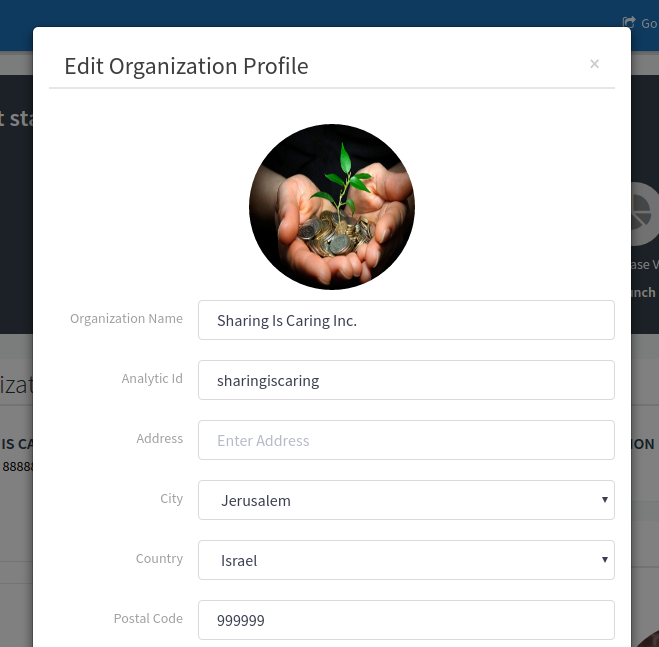 Go
Edit Organization Profile
×
t sta
ase V
Organization Name
Sharing Is Caring Inc.
unch
Analytic Id
sharingiscaring
izat
Address
Enter Address
IS CA
ION
8888
City
Jerusalem
Country
Israel
Postal Code
999999